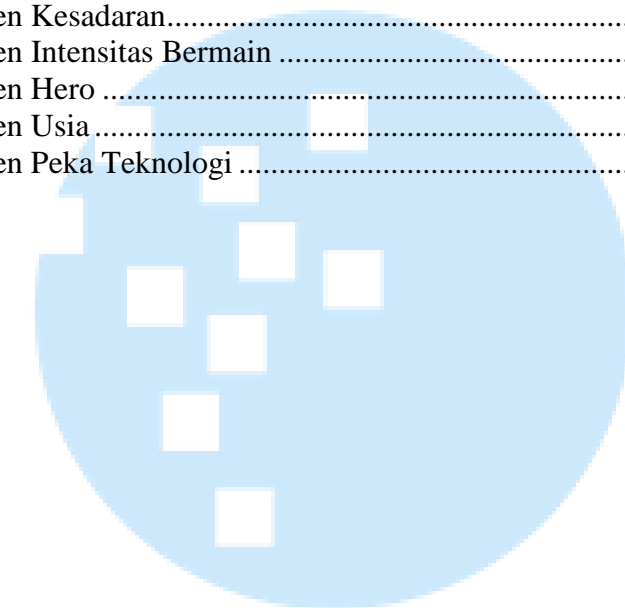 en Kesadaran..........................................................
en Intensitas Bermain ............................................
en Hero ..................................................................
en Usia ...................................................................
en Peka Teknologi .................................................